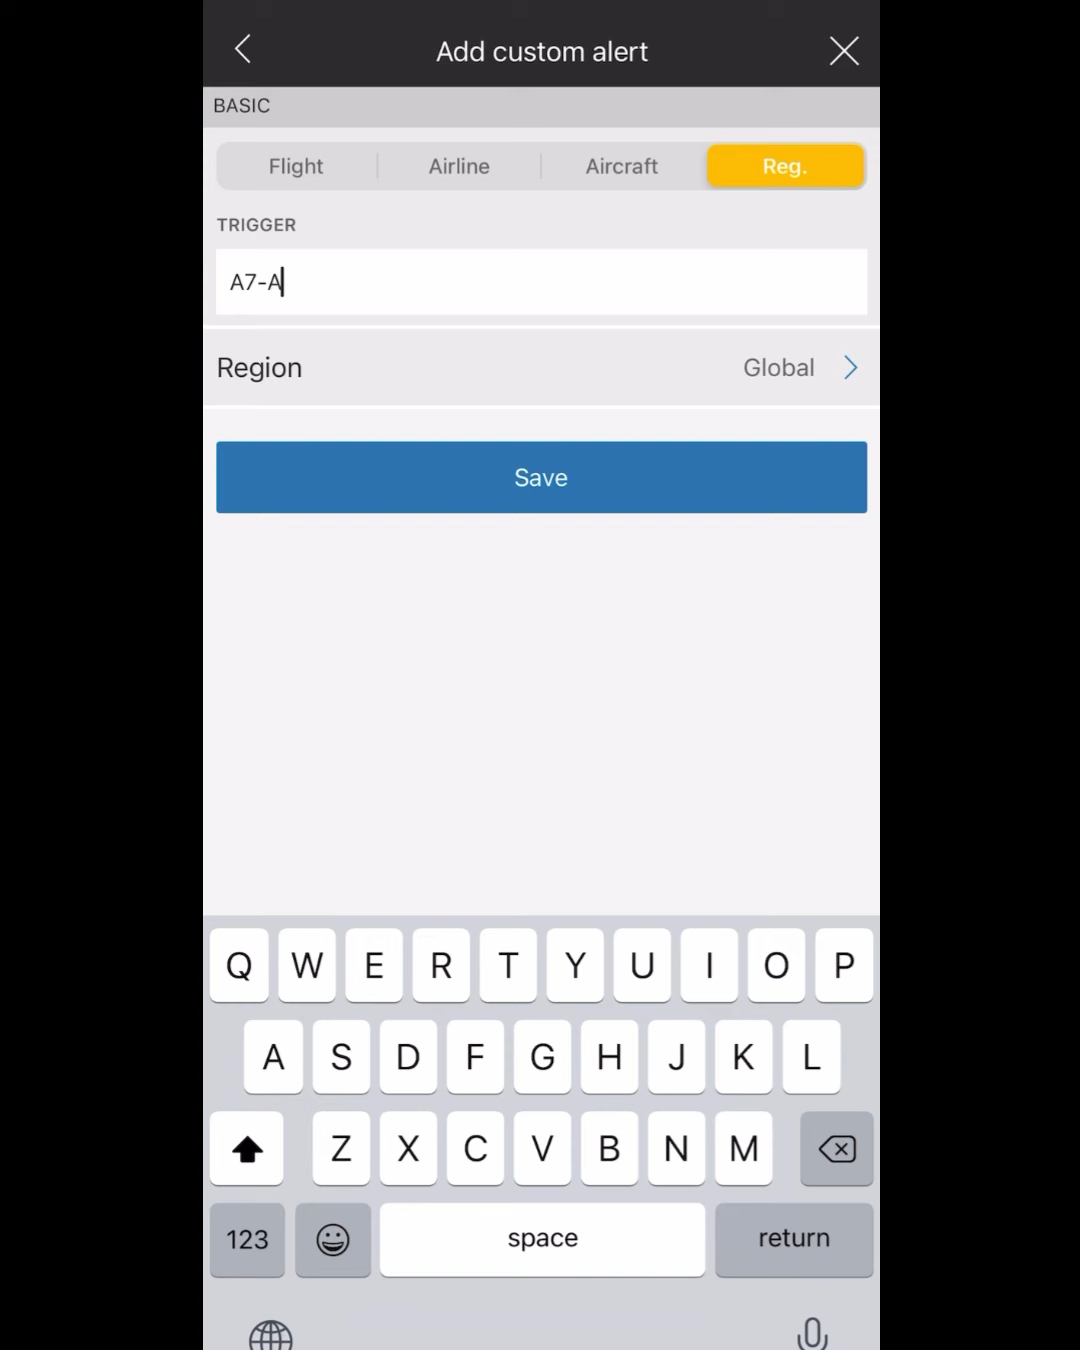 Add custom alert
BASIC
Flight Airline Aircraft Reg.
TRIGGER
A7-A
Region Global
Save
Q W E R T Y U I O P
A S D F G H J K L
Z X C V B N M
123 space return